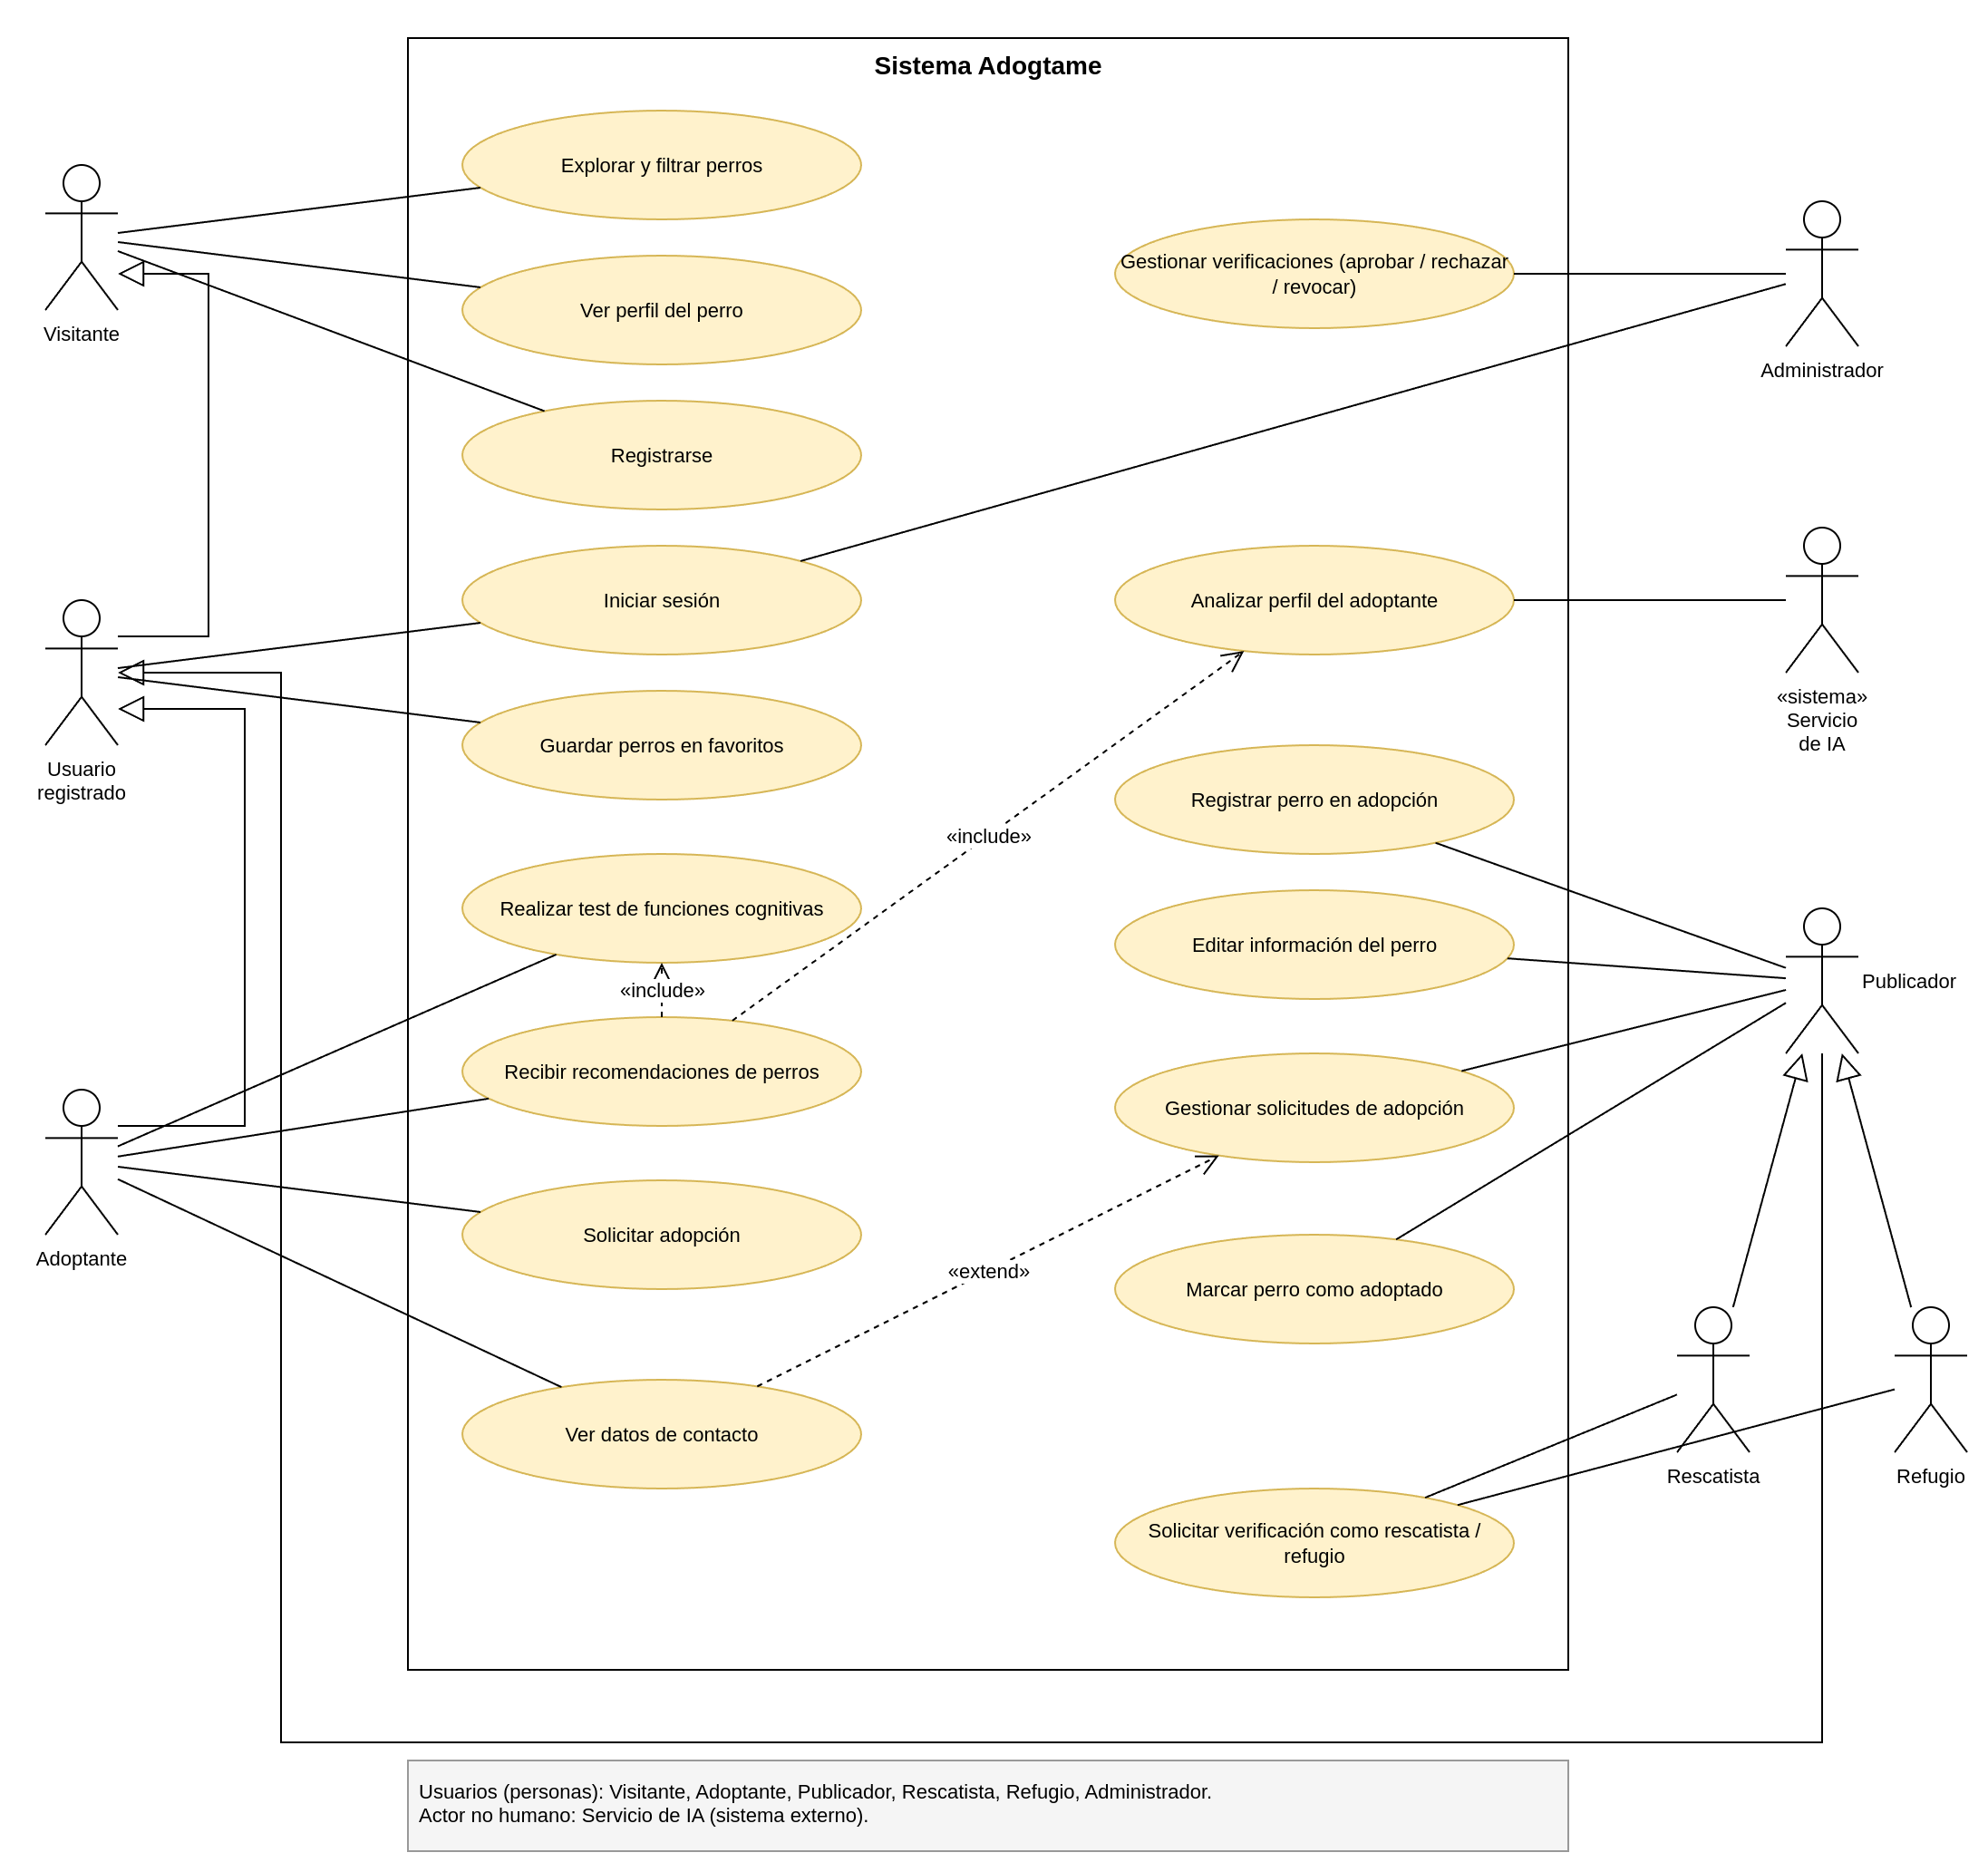 Sistema Adogtame
Explorar y filtrar perros
Ver perfil del perro
Registrarse
Iniciar sesión
Guardar perros en favoritos
Realizar test de funciones cognitivas
«include»
Recibir recomendaciones de perros
Solicitar adopción
Ver datos de contacto
«include»
«extend»
Gestionar verificaciones (aprobar / rechazar
/ revocar)
Analizar perfil del adoptante
Registrar perro en adopción
Editar información del perro
Gestionar solicitudes de adopción
Marcar perro como adoptado
Solicitar verificación como rescatista /
refugio
Visitante
Usuario
registrado
Adoptante
Administrador
«sistema»
Servicio
de IA
Publicador
Rescatista
Refugio
Usuarios (personas): Visitante, Adoptante, Publicador, Rescatista, Refugio, Administrador.
Actor no humano: Servicio de IA (sistema externo).